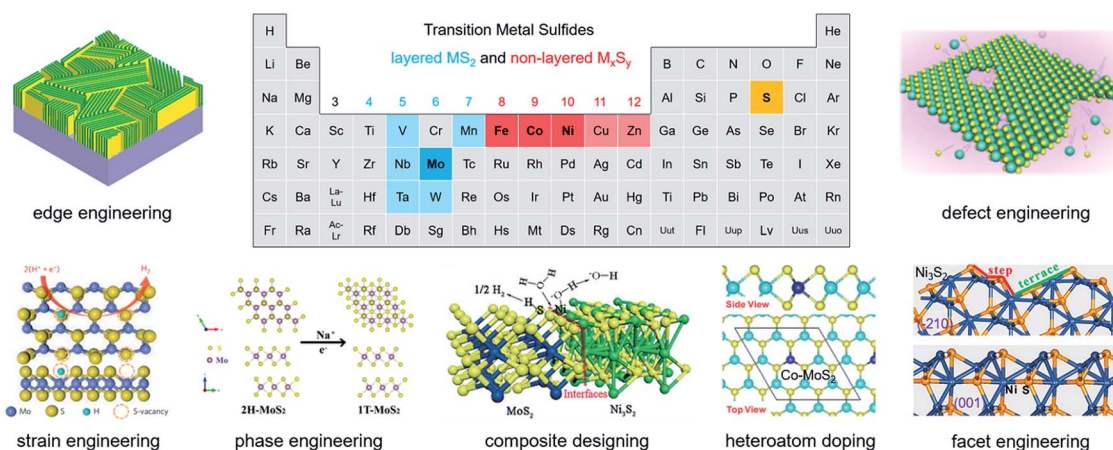 H He
Transition Metal Sulfides
Li Be B C N O F Ne
layered MS₂ and non-layered MₓSᵧ
Na Mg 3 4 5 6 7 8 9 10 11 12 Al Si P S Cl Ar
K Ca Sc Ti V Cr Mn Fe Co Ni Cu Zn Ga Ge As Se Br Kr
Rb Sr Y Zr Nb Mo Tc Ru Rh Pd Ag Cd In Sn Sb Te I Xe
Cs Ba La-Lu Hf Ta W Re Os Ir Pt Au Hg Ti Pb Bi Po At Rn
Fr Ra Ac-Lr Rf Db Sg Bh Hs Mt Ds Rg Cn Uut Fl Uup Lv Uus Uuo
edge engineering
defect engineering
2(H⁺ + e⁻) H₂
Mo S H S-vacancy
strain engineering
S
Mo
Na⁺
e⁻
2H-MoS₂ 1T-MoS₂
phase engineering
H O H ⁻O-H
1/2 H₂ H ⁻O-H
S Ni
Interfaces
MoS₂ Ni₃S₂
composite designing
Side View
Co-MoS₂
Top View
heteroatom doping
Ni₃S₂ step terrace
(-210)
Ni S
(001)
facet engineering